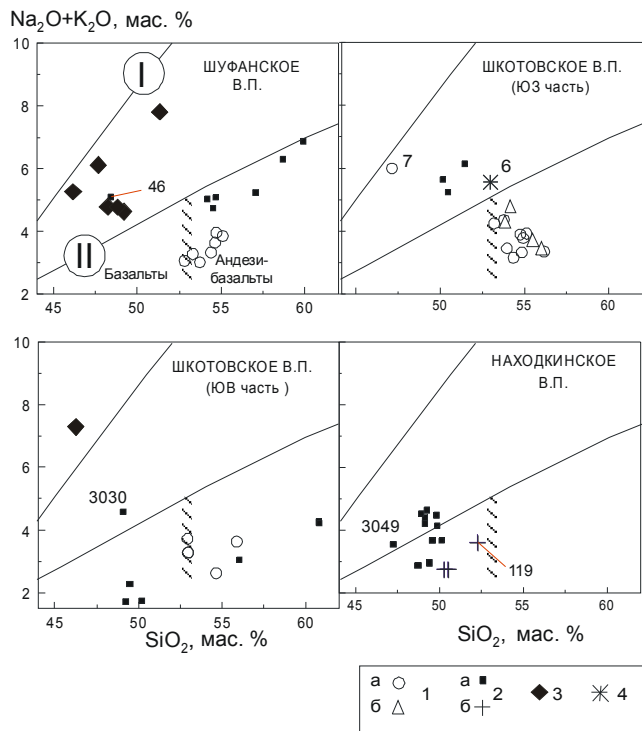 Na₂O+K₂O, мас. %
I
ШУФАНСКОЕ
В.П.
46
II
Базальты
Андези-
базальты
10
8
6
4
2
45
50
55
60
ШКОТОВСКОЕ В.П.
(ЮЗ часть)
7
6
45
50
55
60
ШКОТОВСКОЕ В.П.
(ЮВ часть )
3030
10
8
6
4
2
45
50
55
60
SiO₂, мас. %
НАХОДКИНСКОЕ
В.П.
3049
119
45
50
55
60
SiO₂, мас. %
а 1 а 2 3 4
б б